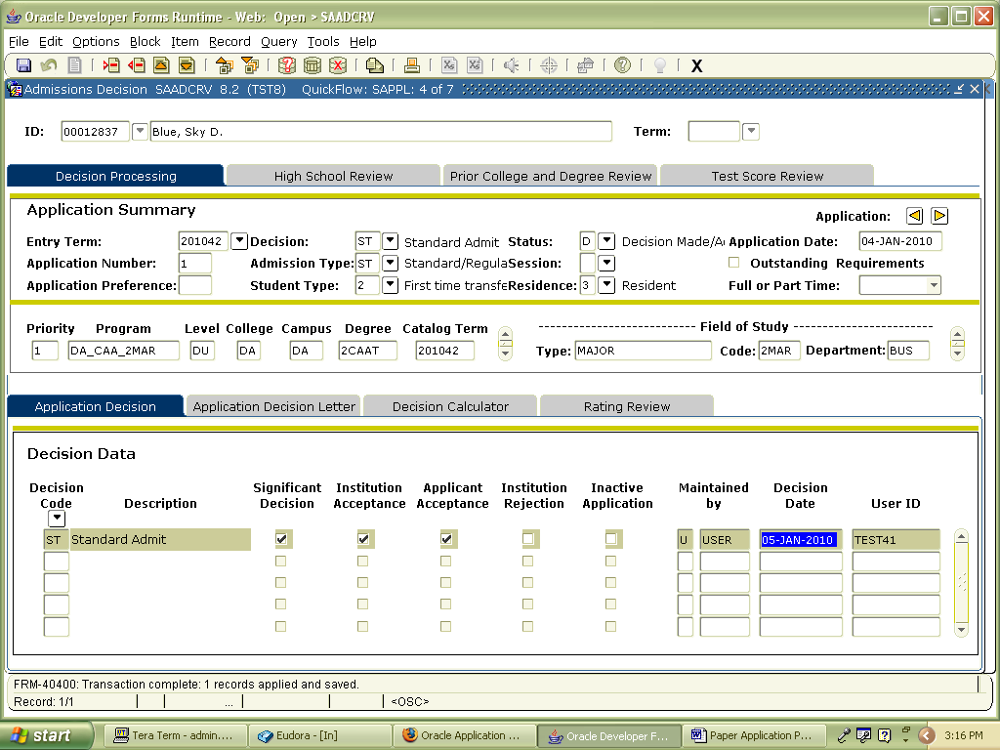 Oracle Developer Forms Runtime - Web: Open > SAADCRV
File Edit Options Block Item Record Query Tools Help
X
Admissions Decision SAADCRV 8.2 (TST8) QuickFlow: SAPPL: 4 of 7
ID: 00012837 Blue, Sky D. Term:
Decision Processing High School Review Prior College and Degree Review Test Score Review
Application Summary
Application:
Entry Term: 201042 Decision: ST Standard Admit Status: D Decision Made/A Application Date: 04-JAN-2010
Application Number: 1 Admission Type: ST Standard/Regula Session: Outstanding Requirements
Application Preference: Student Type: 2 First time transfe Residence: 3 Resident Full or Part Time:
Priority Program Level College Campus Degree Catalog Term ---------------------------- Field of Study ------------------------
1 DA_CAA_2MAR DU DA DA 2CAAT 201042 Type: MAJOR Code: 2MAR Department: BUS
Application Decision Application Decision Letter Decision Calculator Rating Review
Decision Data
Decision Significant Institution Applicant Institution Inactive Maintained Decision
Code Description Decision Acceptance Acceptance Rejection Application by Date User ID
ST Standard Admit U USER 05-JAN-2010 TEST41
FRM-40400: Transaction complete: 1 records applied and saved.
Record: 1/1 ... <OSC>
start Tera Term - admin.... Eudora - [In] Oracle Application ... Oracle Developer F... Paper Application P... 3:16 PM